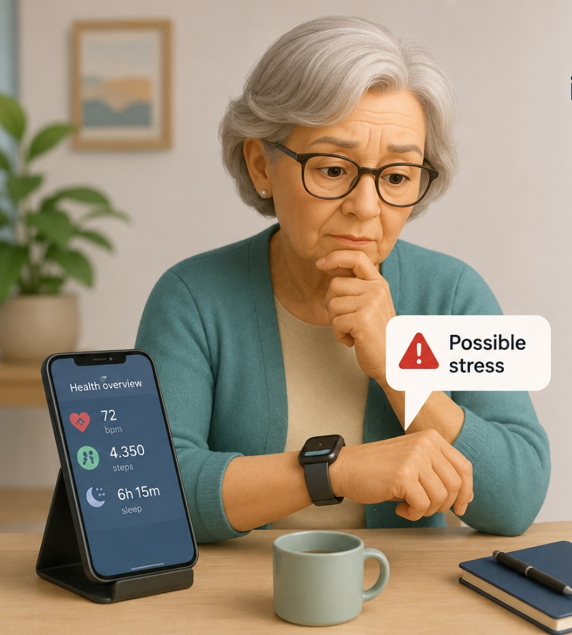 Health overview
72
bpm
4.350
steps
6h 15m
sleep
Possible
stress